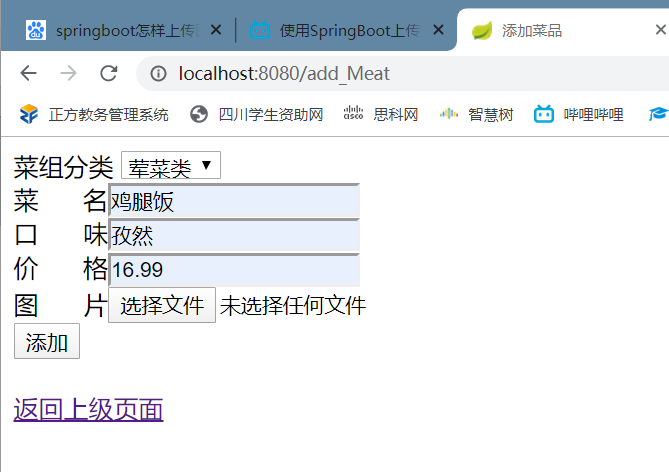 springboot怎样上传 使用SpringBoot上传 添加菜品
localhost:8080/add_Meat
正方教务管理系统 四川学生资助网 cisco 思科网 智慧树 哔哩哔哩
菜组分类 荤菜类
菜 名 鸡腿饭
口 味 孜然
价 格 16.99
图 片 选择文件 未选择任何文件
添加
返回上级页面